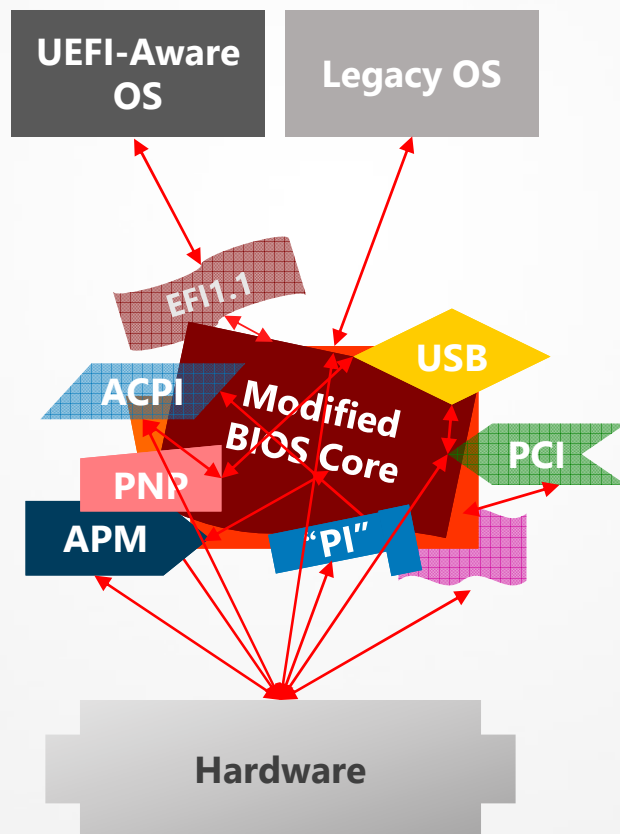 UEFI-Aware
OS
Legacy OS
EFI1.1
USB
ACPI
Modified
BIOS Core
PCI
PNP
APM
“PI”
Hardware